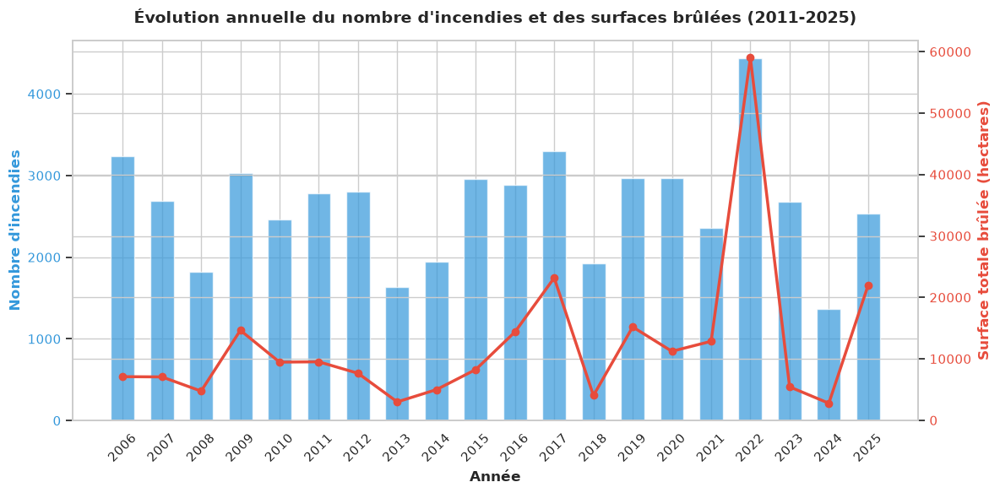 Évolution annuelle du nombre d'incendies et des surfaces brûlées (2011-2025)
Nombre d'incendies
4000
3000
2000
1000
0
60000
50000
40000
30000
20000
10000
0
Surface totale brûlée (hectares)
2006 2007 2008 2009 2010 2011 2012 2013 2014 2015 2016 2017 2018 2019 2020 2021 2022 2023 2024 2025
Année